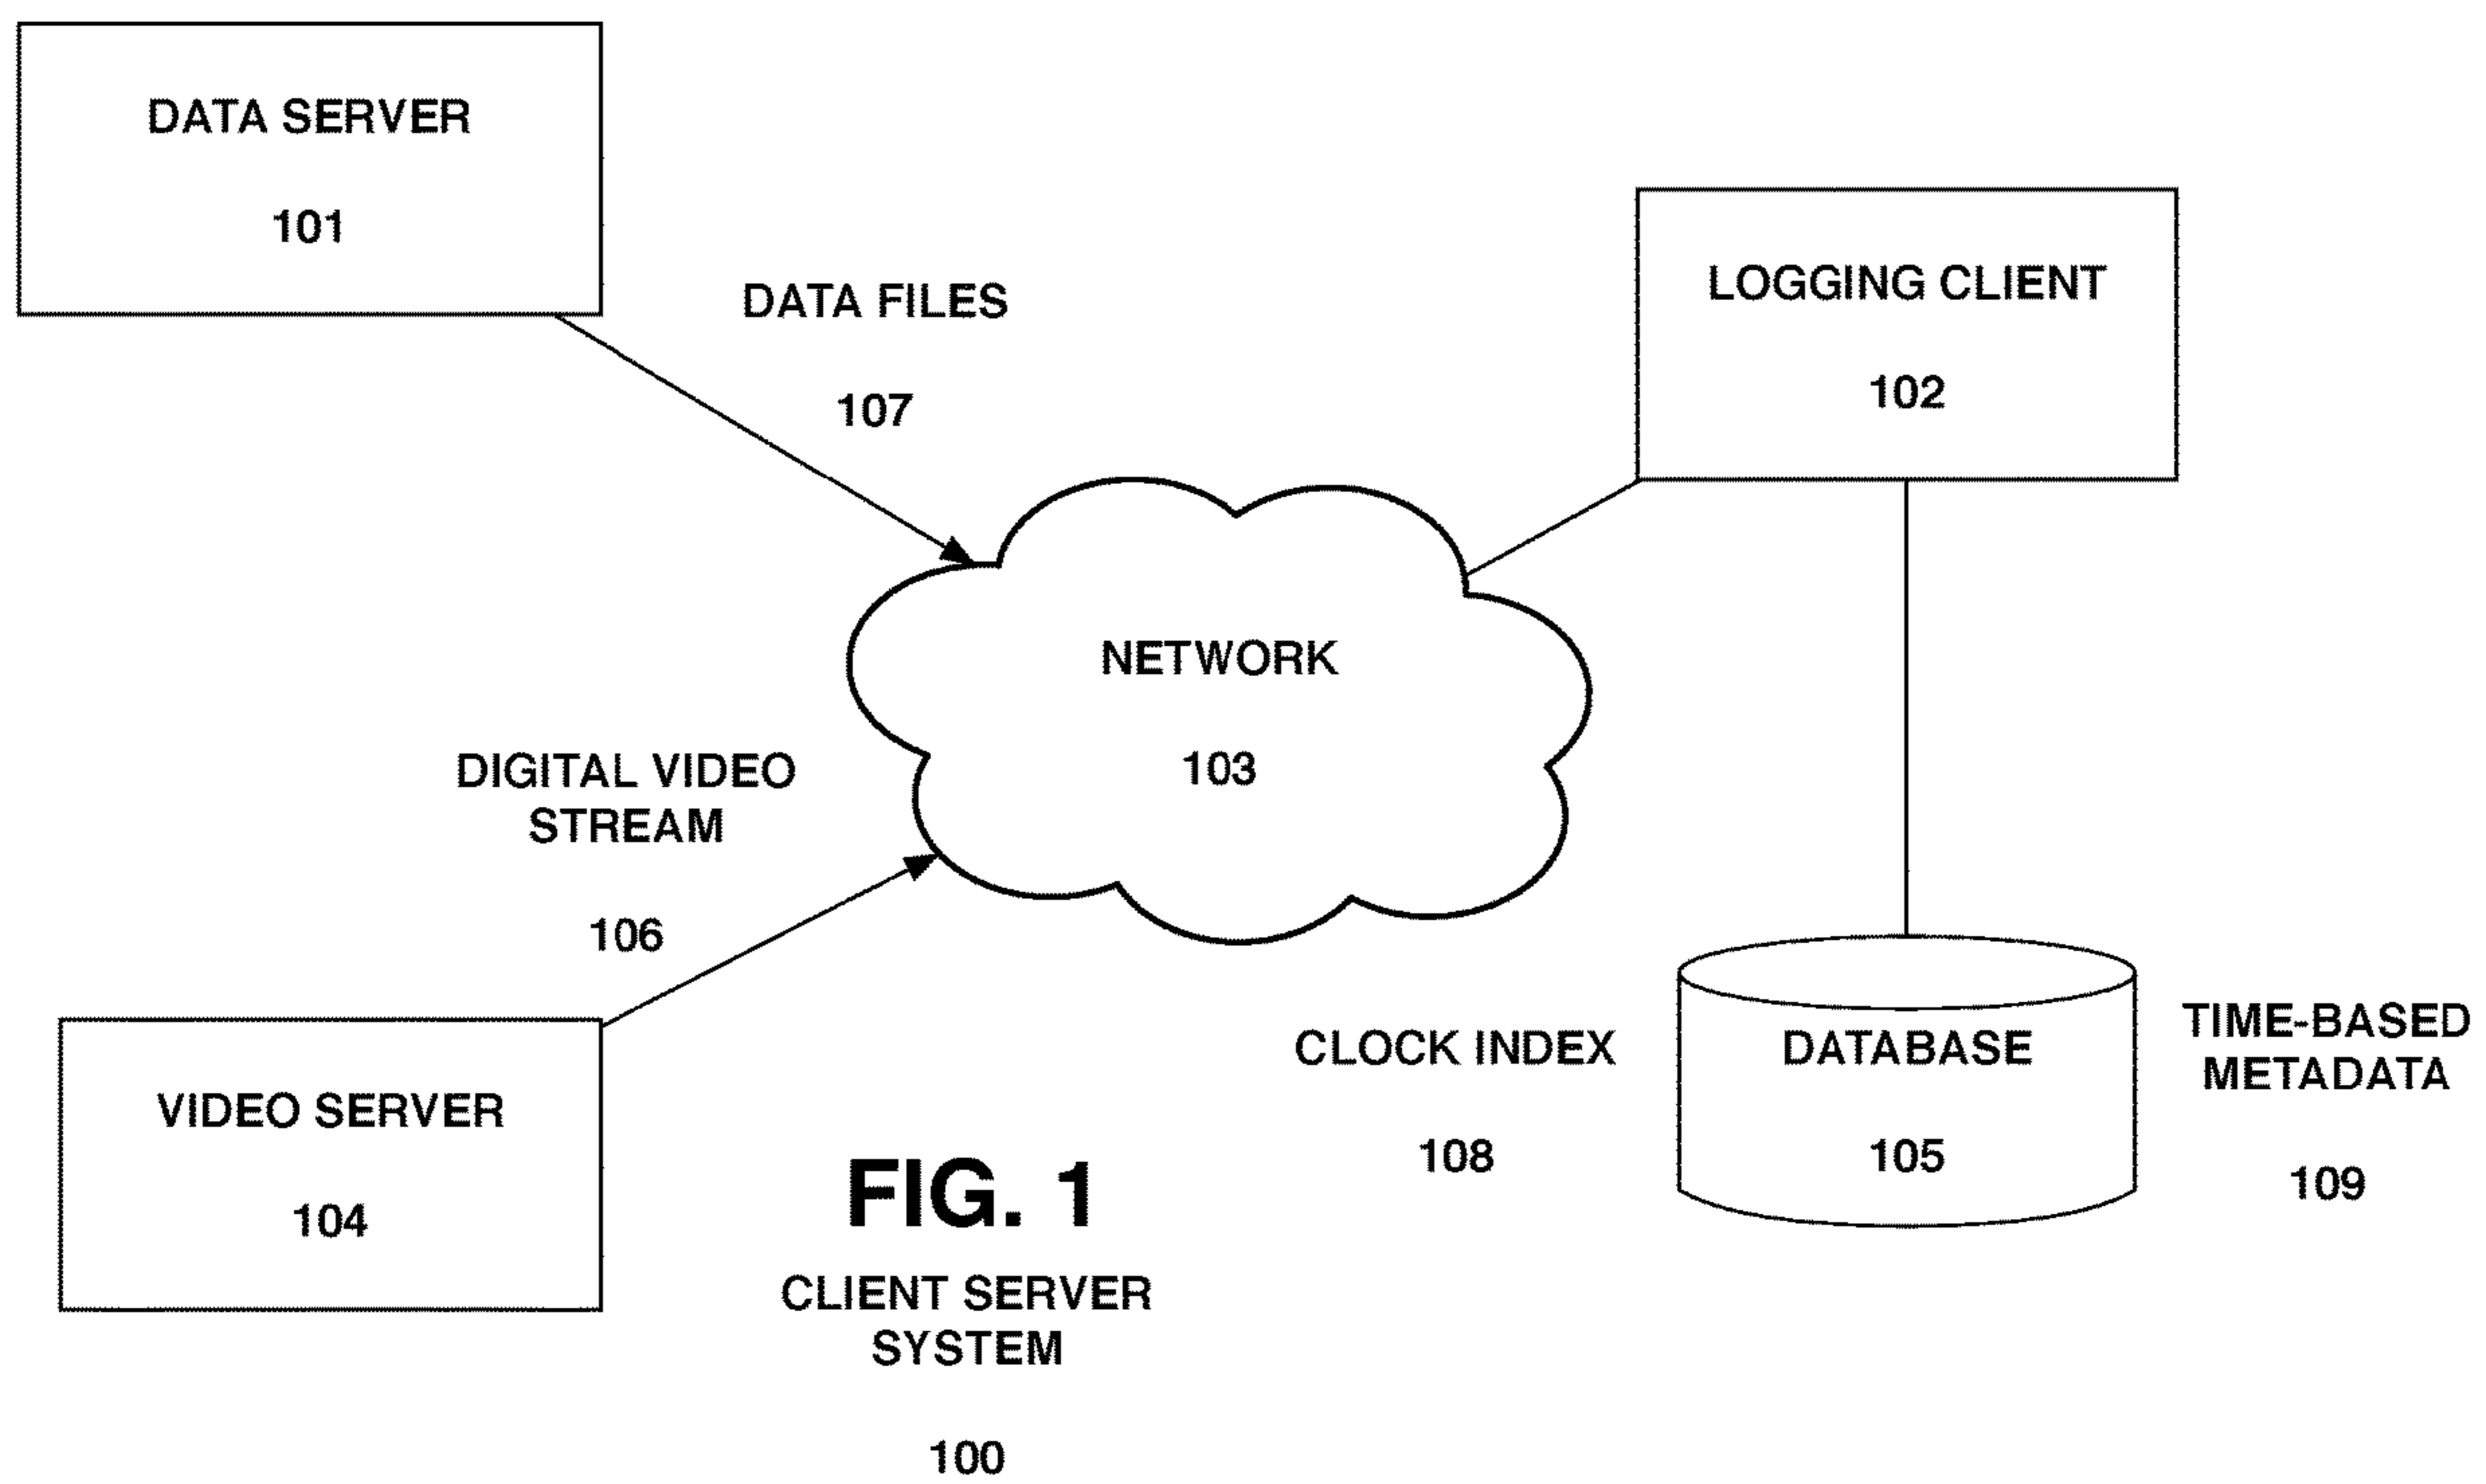 DATA SERVER
101
DATA FILES
107
LOGGING CLIENT
102
NETWORK
103
DIGITAL VIDEO
STREAM
106
VIDEO SERVER
104
CLOCK INDEX
108
DATABASE
105
TIME-BASED
METADATA
109
FIG. 1
CLIENT SERVER
SYSTEM
100